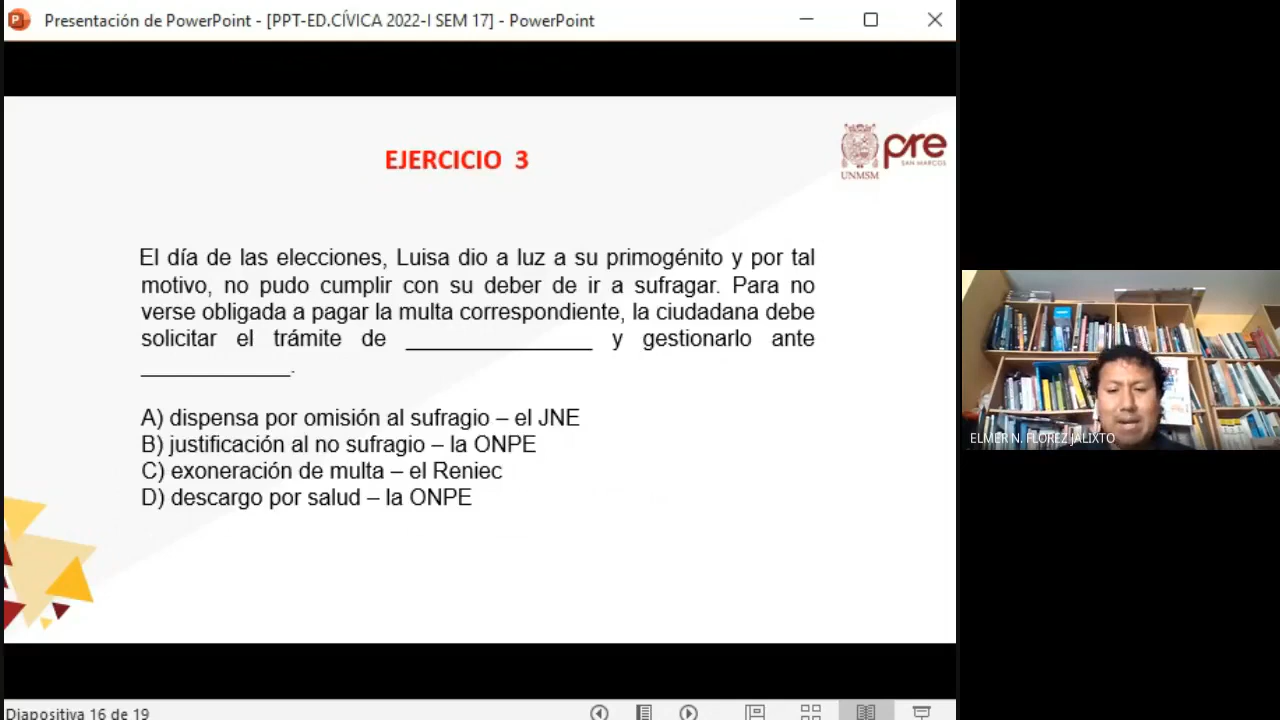 Presentación de PowerPoint - [PPT-ED.CÍVICA 2022-I SEM 17] - PowerPoint
EJERCICIO 3
UNMSM
pre
SAN MARCOS
El día de las elecciones, Luisa dio a luz a su primogénito y por tal
motivo, no pudo cumplir con su deber de ir a sufragar. Para no
verse obligada a pagar la multa correspondiente, la ciudadana debe
solicitar el trámite de _________________ y gestionarlo ante
______________.
A) dispensa por omisión al sufragio – el JNE
B) justificación al no sufragio – la ONPE
C) exoneración de multa – el Reniec
D) descargo por salud – la ONPE
ELMER N. FLOREZ JALIXTO
Diapositiva 16 de 19